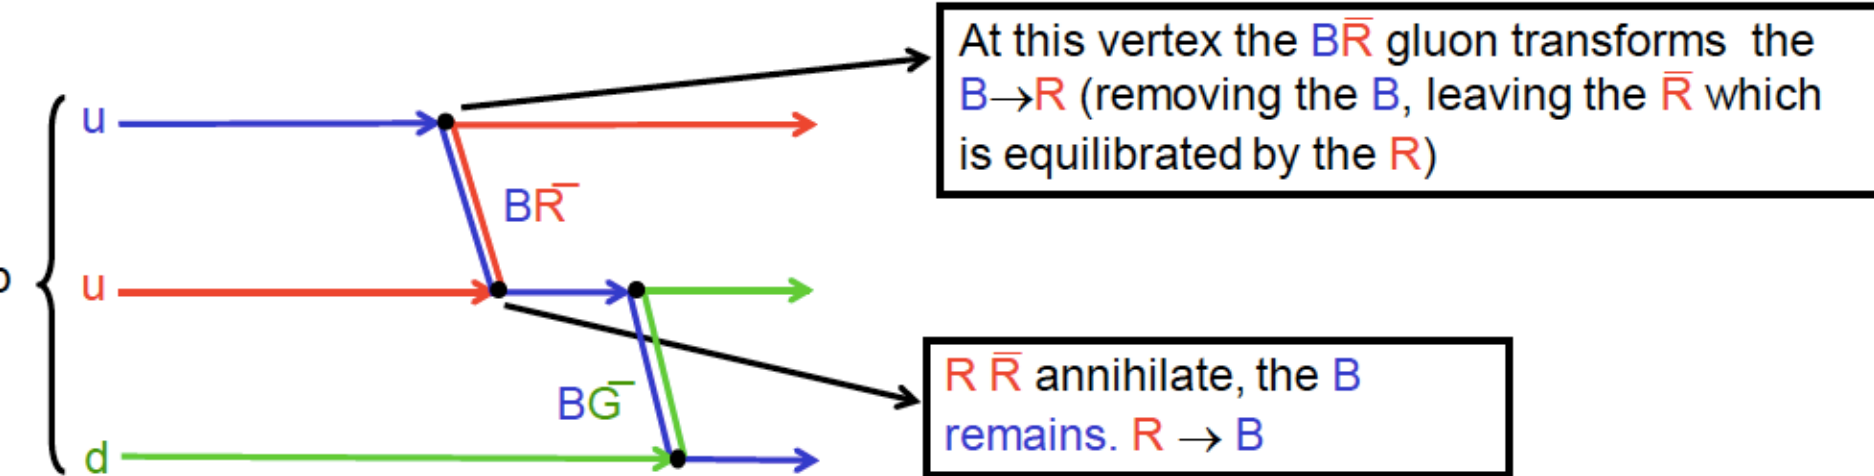 At this vertex the BR̅ gluon transforms the
B→R (removing the B, leaving the R̅ which
is equilibrated by the R)
u
BR̅
u
BG̅
R R̅ annihilate, the B
remains. R → B
d